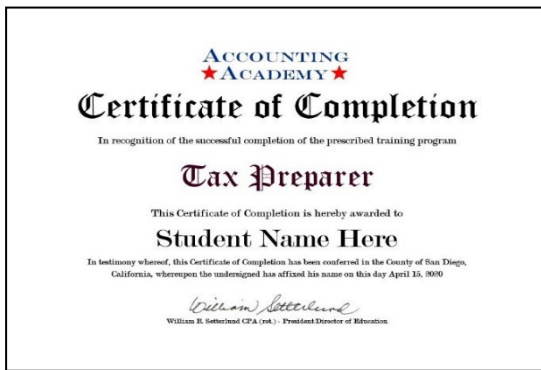 ACCOUNTING
★ACADEMY★
Certificate of Completion
In recognition of the successful completion of the prescribed training program
Tax Preparer
This Certificate of Completion is hereby awarded to
Student Name Here
In testimony whereof, this Certificate of Completion has been conferred in the County of San Diego,
California, whereupon the undersigned has affixed his name on this day April 15, 2020
William Setterlund
William E. Setterlund CPA (ret.) - President/Director of Education